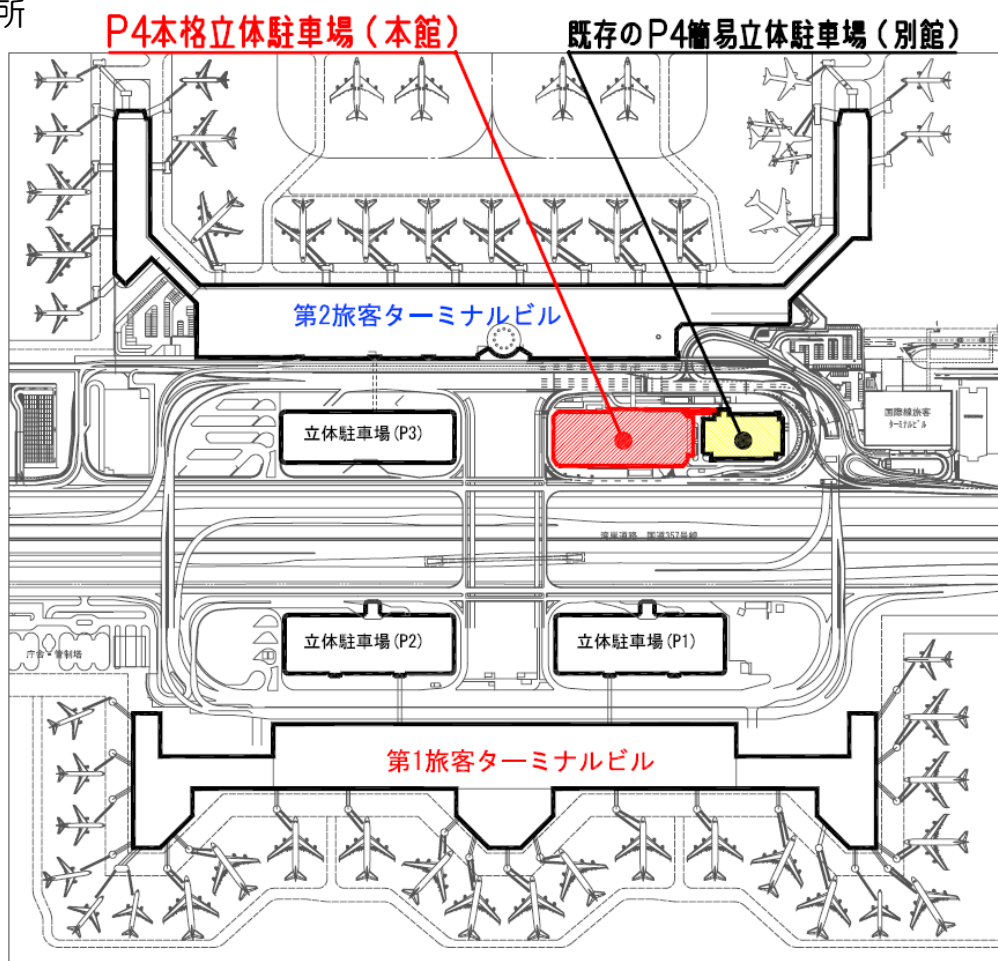 所
P4本格立体駐車場(本館)
既存のP4簡易立体駐車場(別館)
第2旅客ターミナルビル
立体駐車場(P3)
国際線旅客
ターミナルビル
湾岸道路 国道357号線
立体駐車場(P2)
立体駐車場(P1)
庁舎・管制塔
第1旅客ターミナルビル